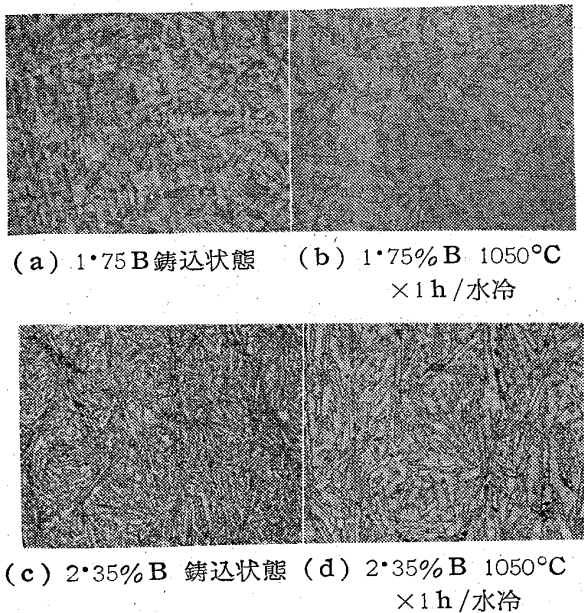 (a) 1・75B鋳込状態
(b) 1・75%B 1050°C
×1h/水冷
(c) 2・35%B 鋳込状態
(d) 2・35%B 1050°C
×1h/水冷